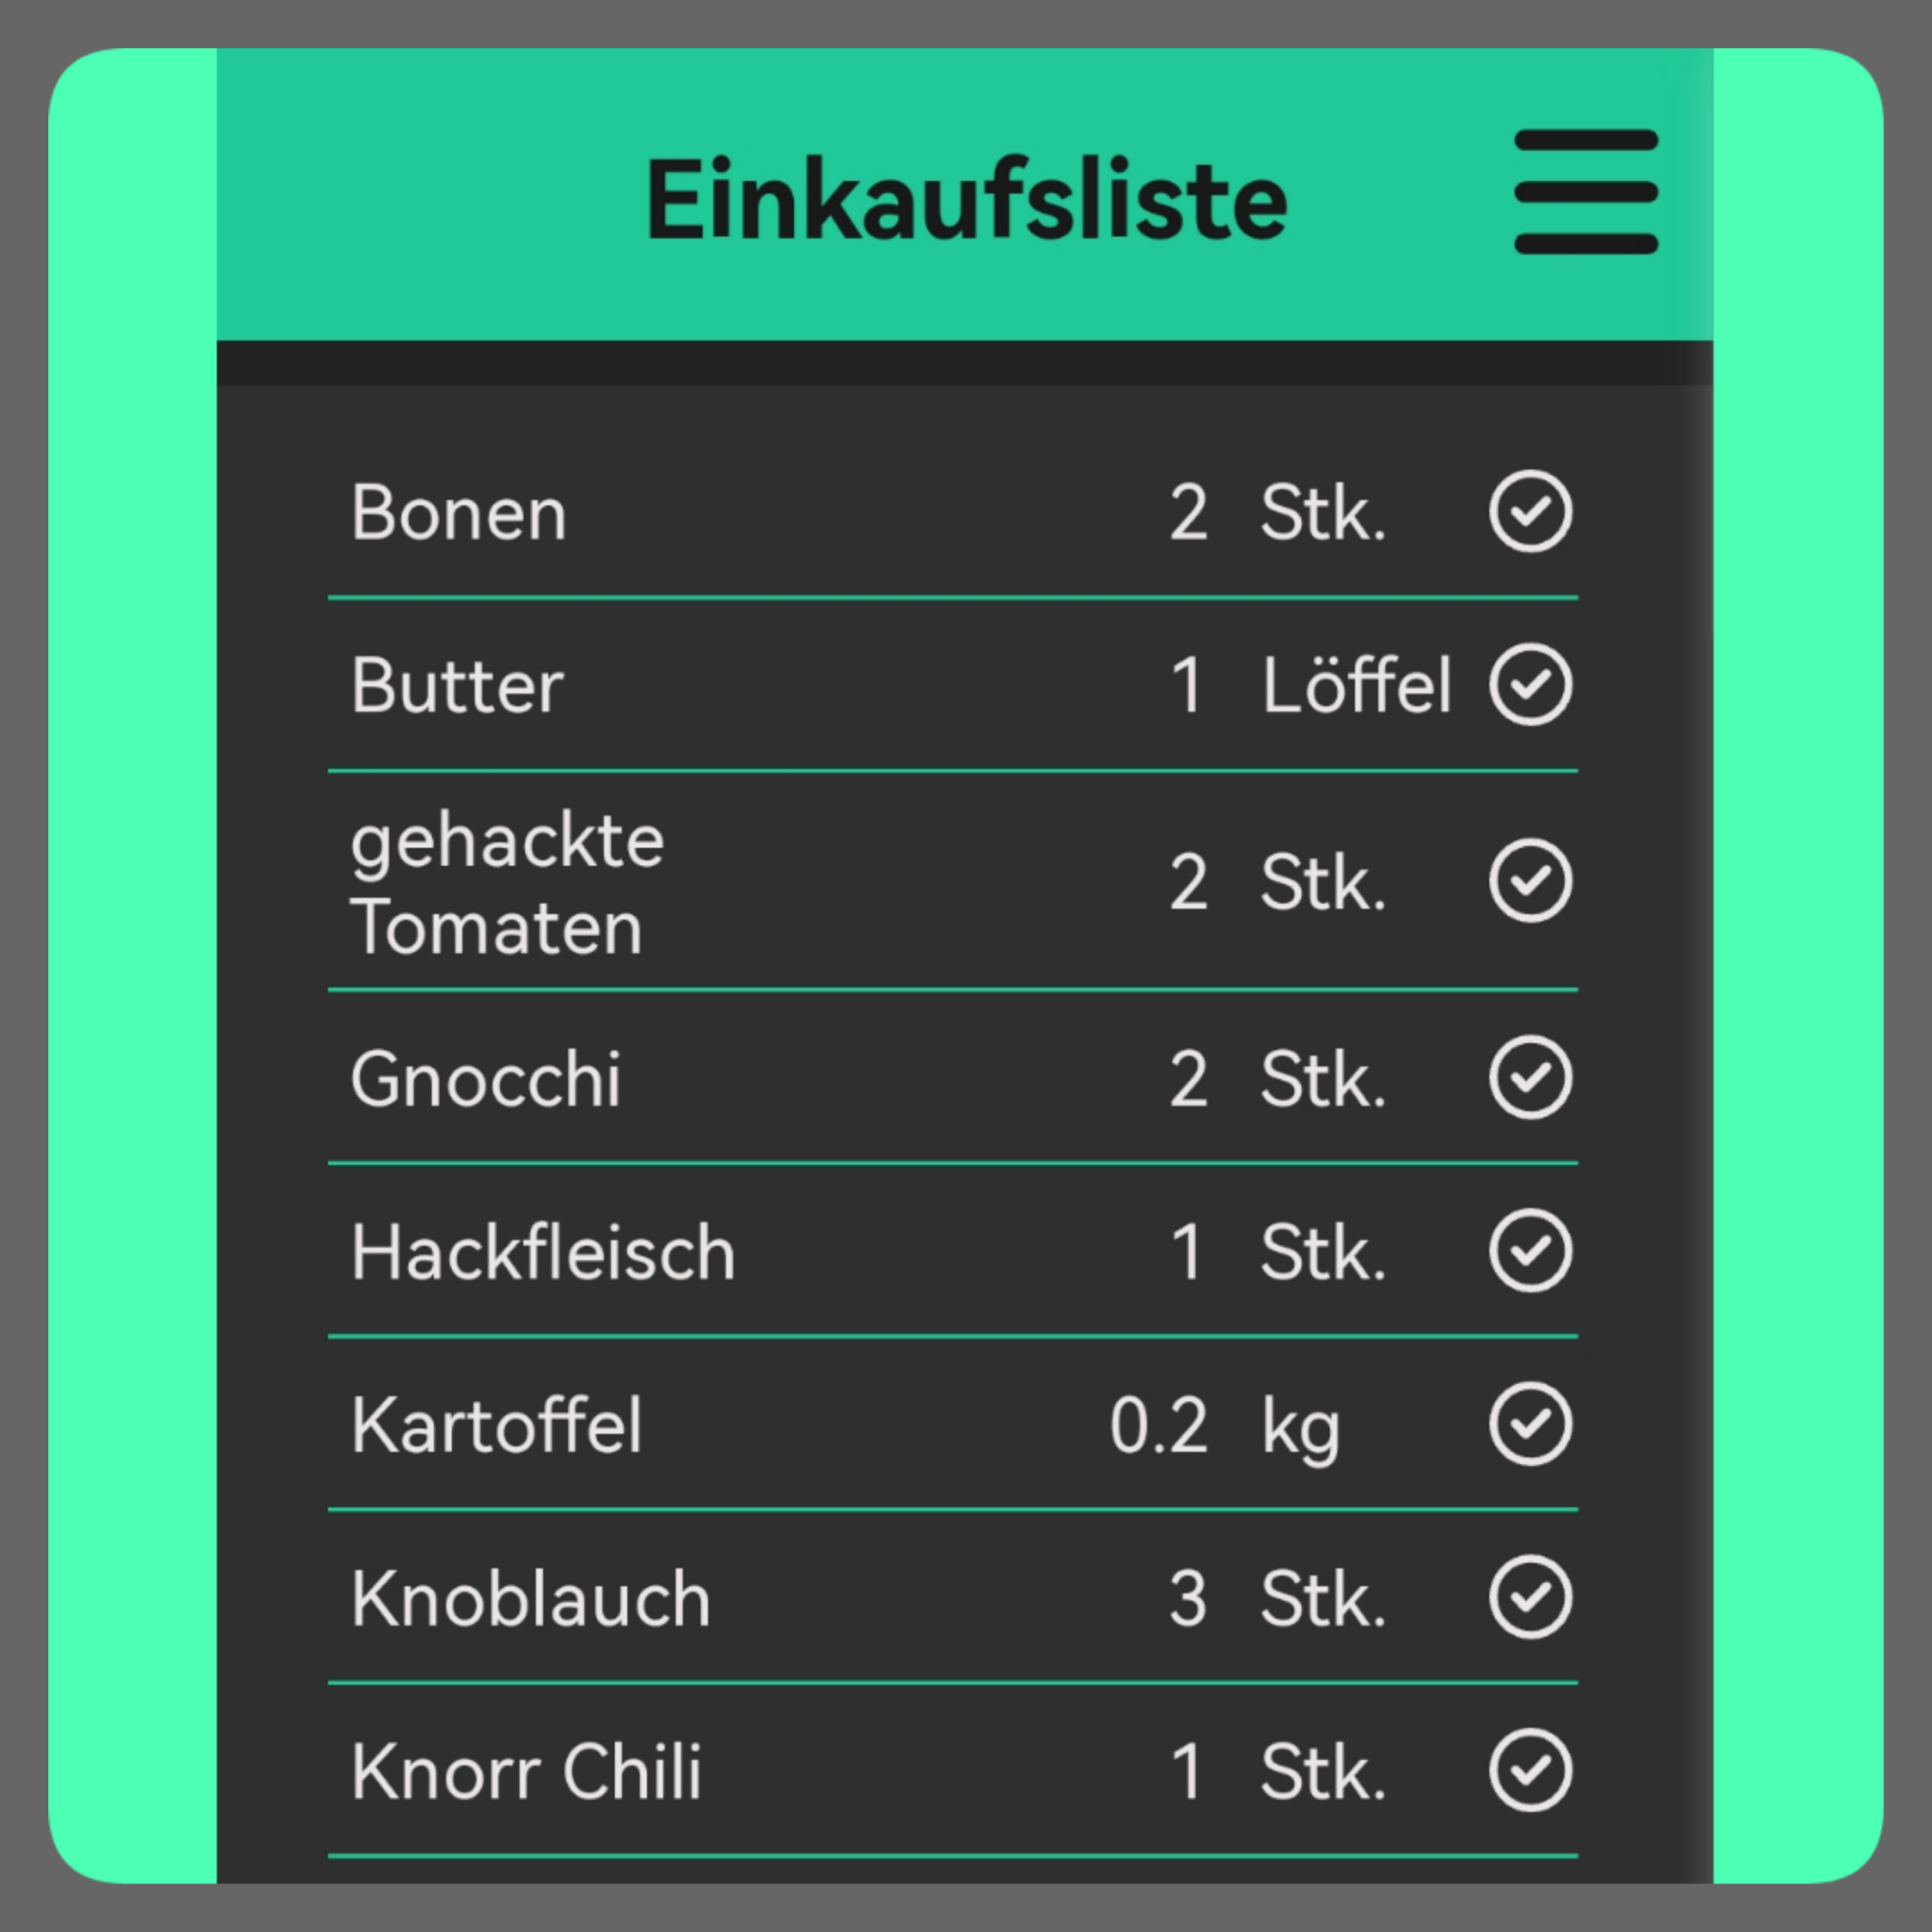 Einkaufsliste
Bonen 2 Stk.
Butter 1 Löffel
gehackte
Tomaten 2 Stk.
Gnocchi 2 Stk.
Hackfleisch 1 Stk.
Kartoffel 0.2 kg
Knoblauch 3 Stk.
Knorr Chili 1 Stk.